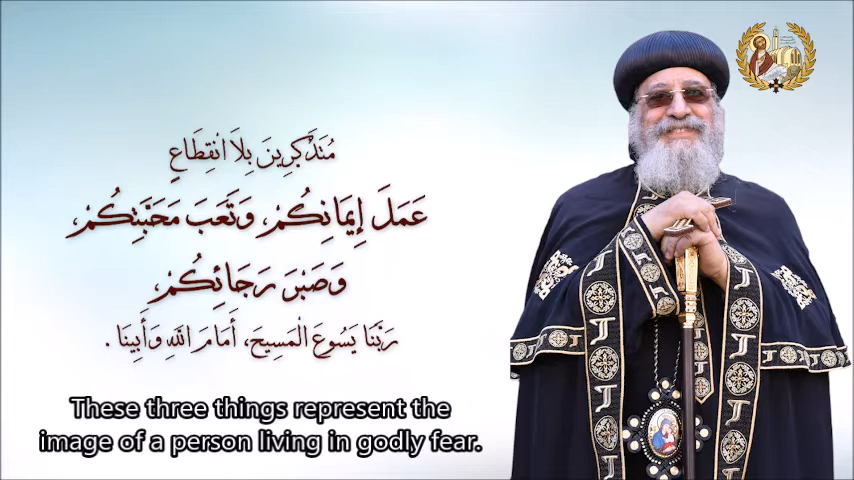 مُتَذَكِّرِينَ بِلاَ انْقِطَاعٍ
عَمَلَ إِيمَانِكُمْ، وَتَعَبَ مَحَبَّتِكُمْ،
وَصَبْرَ رَجَائِكُمْ،
رَبَّنَا يَسُوعَ الْمَسِيحَ، أَمَامَ اللهِ وَأَبِينَا .
These three things represent the
image of a person living in godly fear.